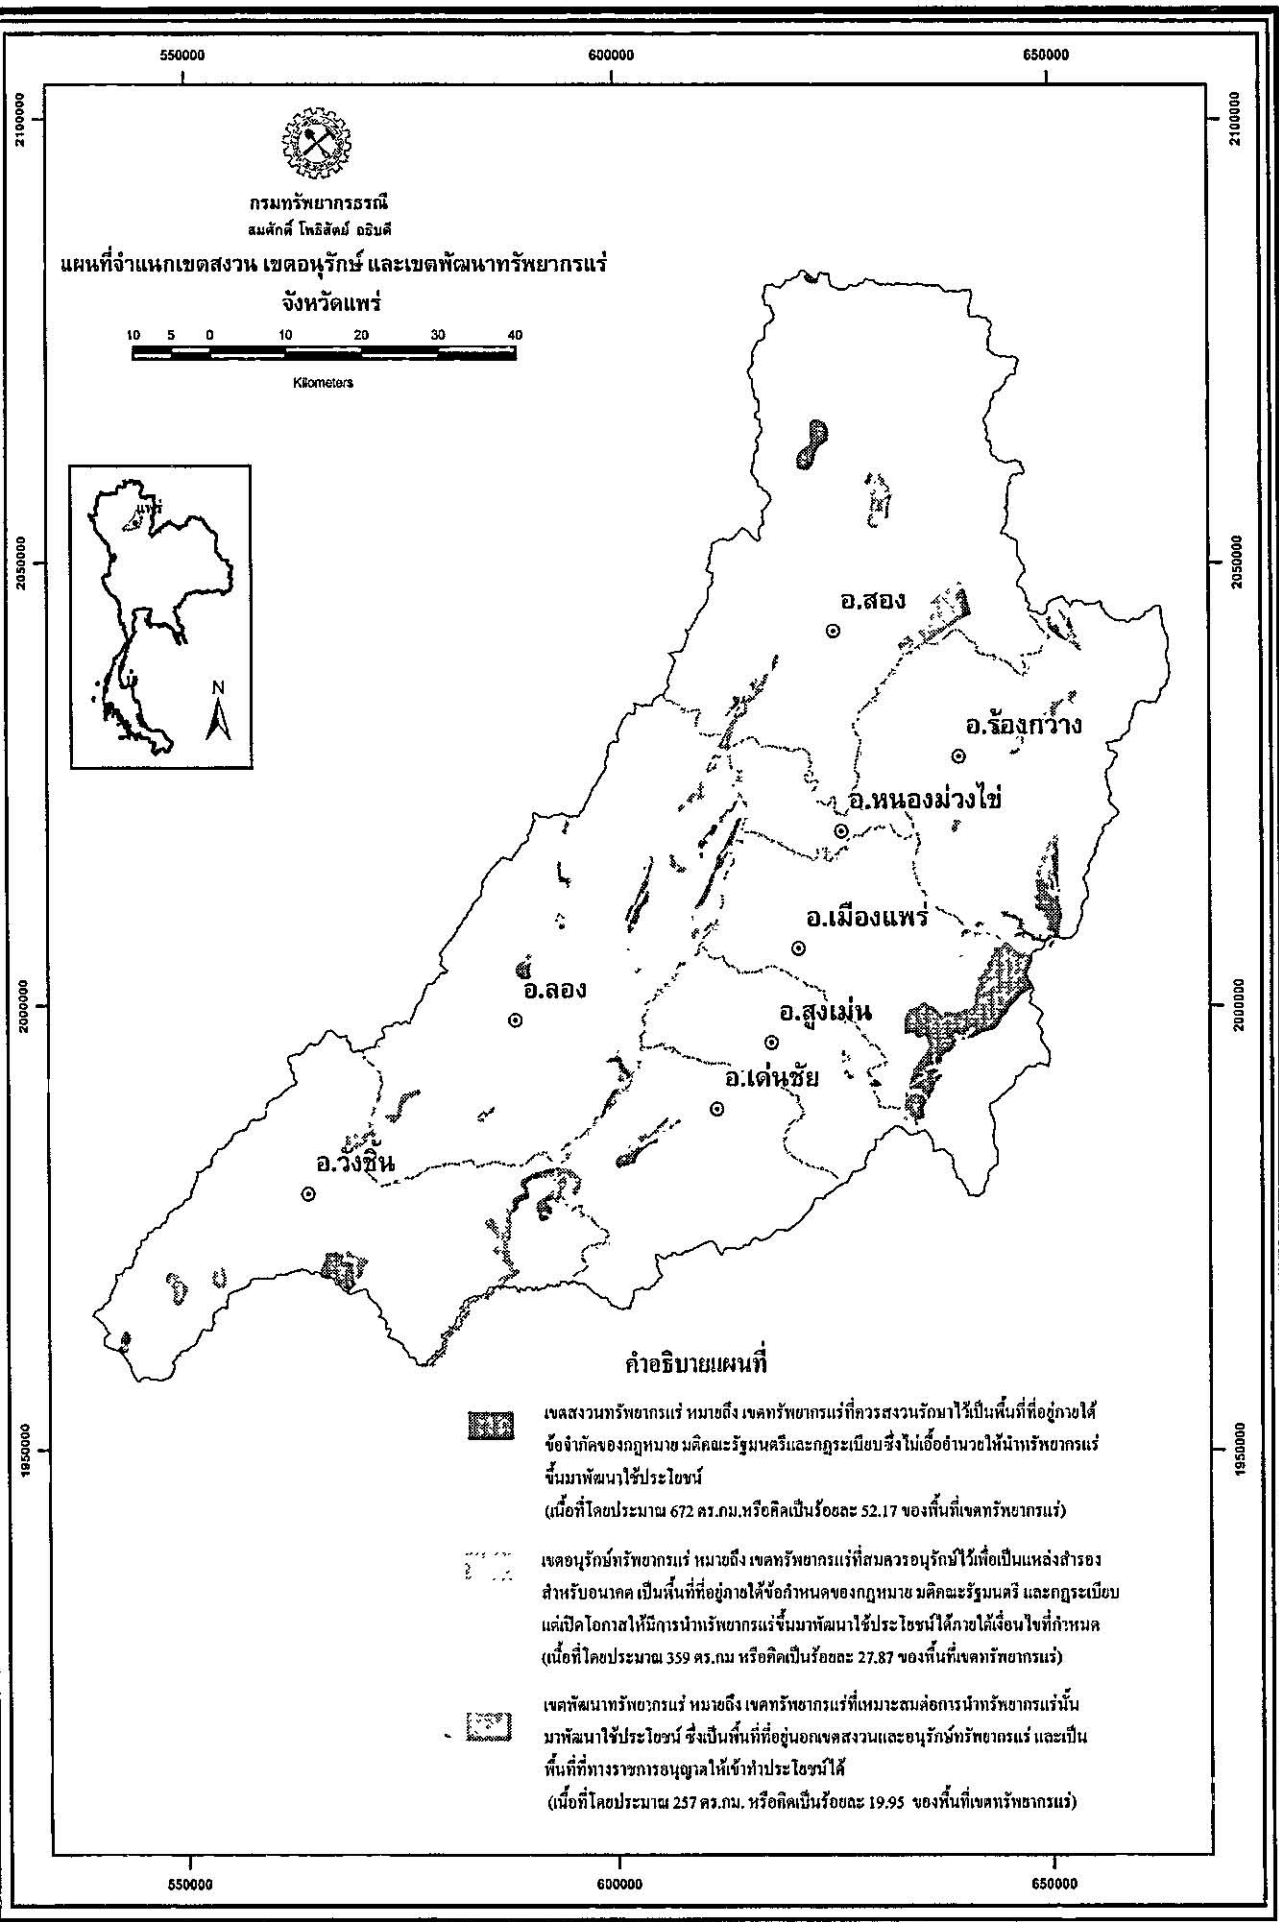 550000
600000
650000
2100000
2100000
กรมทรัพยากรธรณี
สมศักดิ์ โพธิสัตย์ อธิบดี
แผนที่จำแนกเขตสงวน เขตอนุรักษ์ และเขตพัฒนาทรัพยากรแร่
จังหวัดแพร่
10 5 0 10 20 30 40
Kilometers
แพร่
N
2050000
2050000
อ.สอง
อ.ร้องกวาง
อ.หนองม่วงไข่
อ.เมืองแพร่
อ.ลอง
2000000
2000000
อ.สูงเม่น
อ.เด่นชัย
อ.วังชิ้น
คำอธิบายแผนที่
1950000
1950000
เขตสงวนทรัพยากรแร่ หมายถึง เขตทรัพยากรแร่ที่ควรสงวนรักษาไว้เป็นพื้นที่ที่อยู่ภายใต้
ข้อจำกัดของกฎหมาย มติคณะรัฐมนตรีและกฎระเบียบซึ่งไม่เอื้ออำนวยให้นำทรัพยากรแร่
ขึ้นมาพัฒนาใช้ประโยชน์
(เนื้อที่โดยประมาณ 672 ตร.กม.หรือคิดเป็นร้อยละ 52.17 ของพื้นที่เขตทรัพยากรแร่)
เขตอนุรักษ์ทรัพยากรแร่ หมายถึง เขตทรัพยากรแร่ที่สมควรอนุรักษ์ไว้เพื่อเป็นแหล่งสำรอง
สำหรับอนาคต เป็นพื้นที่ที่อยู่ภายใต้ข้อกำหนดของกฎหมาย มติคณะรัฐมนตรี และกฎระเบียบ
แต่เปิดโอกาสให้มีการนำทรัพยากรแร่ขึ้นมาพัฒนาใช้ประโยชน์ได้ภายใต้เงื่อนไขที่กำหนด
(เนื้อที่โดยประมาณ 359 ตร.กม หรือคิดเป็นร้อยละ 27.87 ของพื้นที่เขตทรัพยากรแร่)
เขตพัฒนาทรัพยากรแร่ หมายถึง เขตทรัพยากรแร่ที่เหมาะสมต่อการนำทรัพยากรแร่นั้น
มาพัฒนาใช้ประโยชน์ ซึ่งเป็นพื้นที่ที่อยู่นอกเขตสงวนและอนุรักษ์ทรัพยากรแร่ และเป็น
พื้นที่ที่ทางราชการอนุญาตให้เข้าทำประโยชน์ได้
(เนื้อที่โดยประมาณ 257 ตร.กม. หรือคิดเป็นร้อยละ 19.95 ของพื้นที่เขตทรัพยากรแร่)
550000
600000
650000